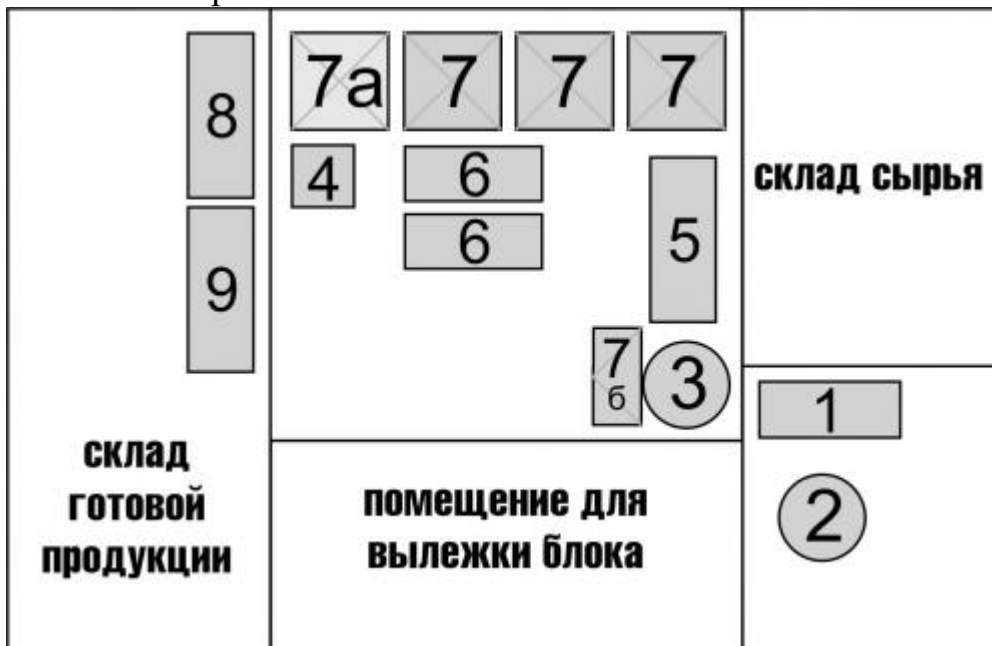 8
9
склад
готовой
продукции
7а
7
7
7
4
6
6
5
7
б
3
помещение для
вылежки блока
склад сырья
1
2